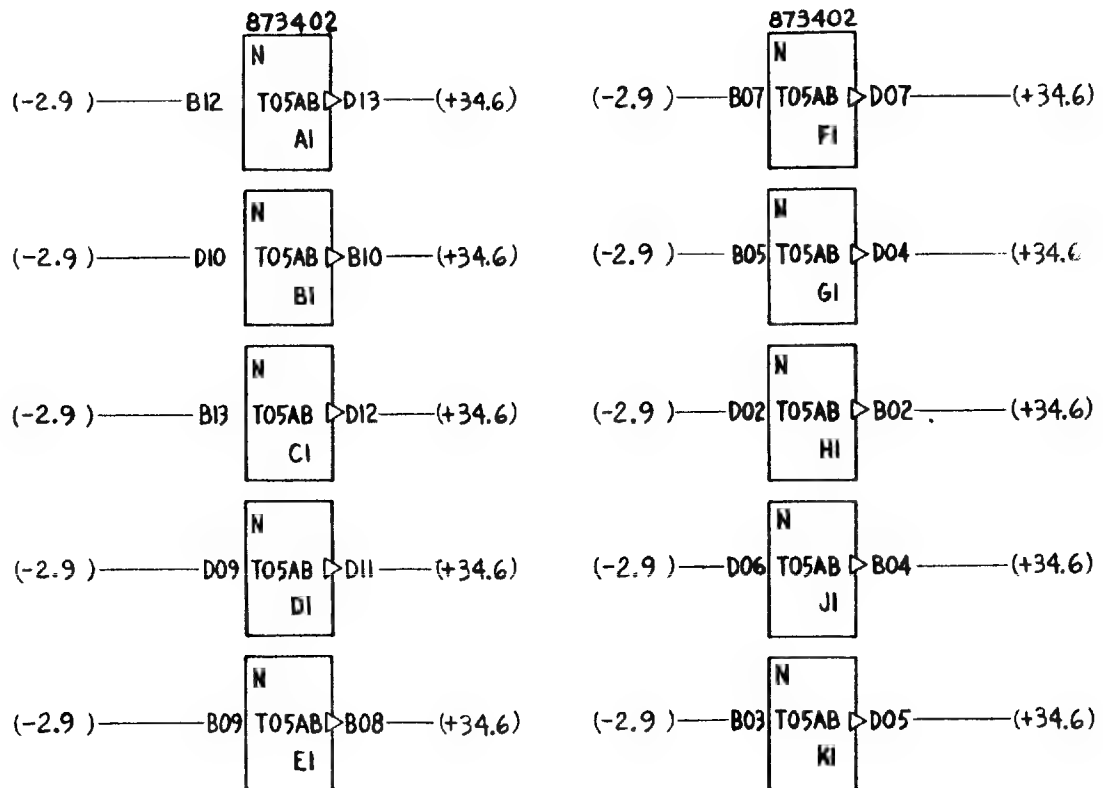 873402
N
(-2.9 ) B12 T05AB D13 (+34.6)
A1
N
(-2.9 ) D10 T05AB B10 (+34.6)
B1
N
(-2.9 ) B13 T05AB D12 (+34.6)
C1
N
(-2.9 ) D09 T05AB D11 (+34.6)
D1
N
(-2.9 ) B09 T05AB B08 (+34.6)
E1
873402
N
(-2.9 ) B07 T05AB D07 (+34.6)
F1
N
(-2.9 ) B05 T05AB D04 (+34.6
G1
N
(-2.9 ) D02 T05AB B02 (+34.6)
H1
N
(-2.9 ) D06 T05AB B04 (+34.6)
J1
N
(-2.9 ) B03 T05AB D05 (+34.6)
K1